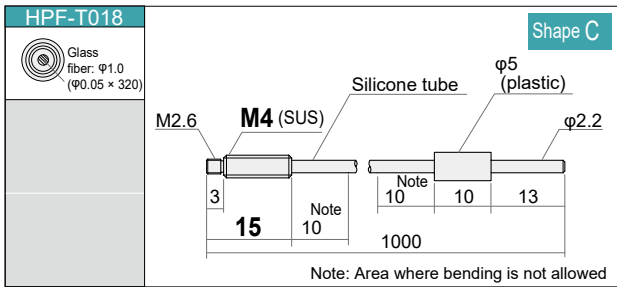 HPF-T018
Shape C
Glass
fiber: φ1.0
(φ0.05 × 320)
φ5
(plastic)
Silicone tube
M2.6
M4 (SUS)
φ2.2
Note
3
10
10
13
Note
15
10
1000
Note: Area where bending is not allowed